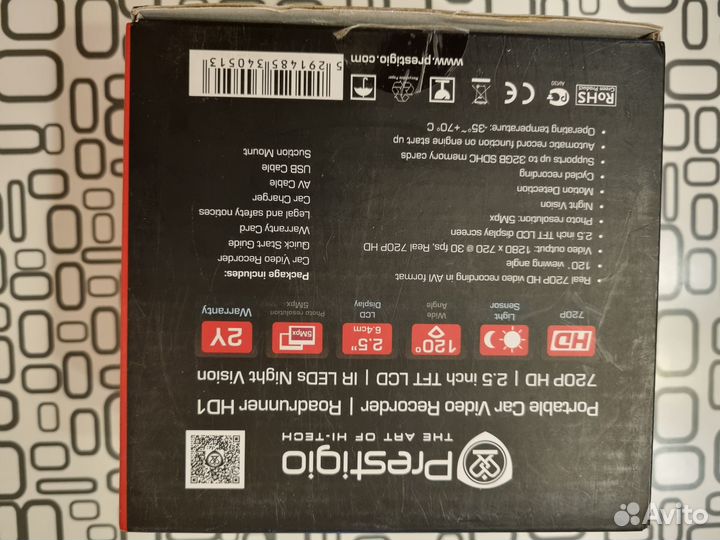 Prestigio
THE ART OF HI-TECH
Portable Car Video Recorder | Roadrunner HD1
720P HD | 2.5 inch TFT LCD | IR LEDs Night Vision
HD
720P
Light
Sensor
120°
Wide
Angle
2.5”
6.4cm
LCD
Display
5Mpx
Photo resolution
5Mpx
2Y
Warranty
• Real 720P HD video recording in AVI format
• 120° viewing angle
• Video output: 1280 x 720 @ 30 fps, Real 720P HD
• 2.5 inch TFT LCD display screen
• Photo resolution: 5Mpx
• Night Vision
• Motion Detection
• Cycled recording
• Supports to up to 32GB SDHC memory cards
• Automatic record on function on engine start up
• Operating temperature: -35°~+70° C
Package includes:
Car Video Recorder
Quick Start Guide
Warranty Card
Legal and safety notices
Car Charger
AV Cable
USB Cable
Suction Mount
RoHS
Green Product
CE
www.prestigio.com
5 291485 340513
Avito